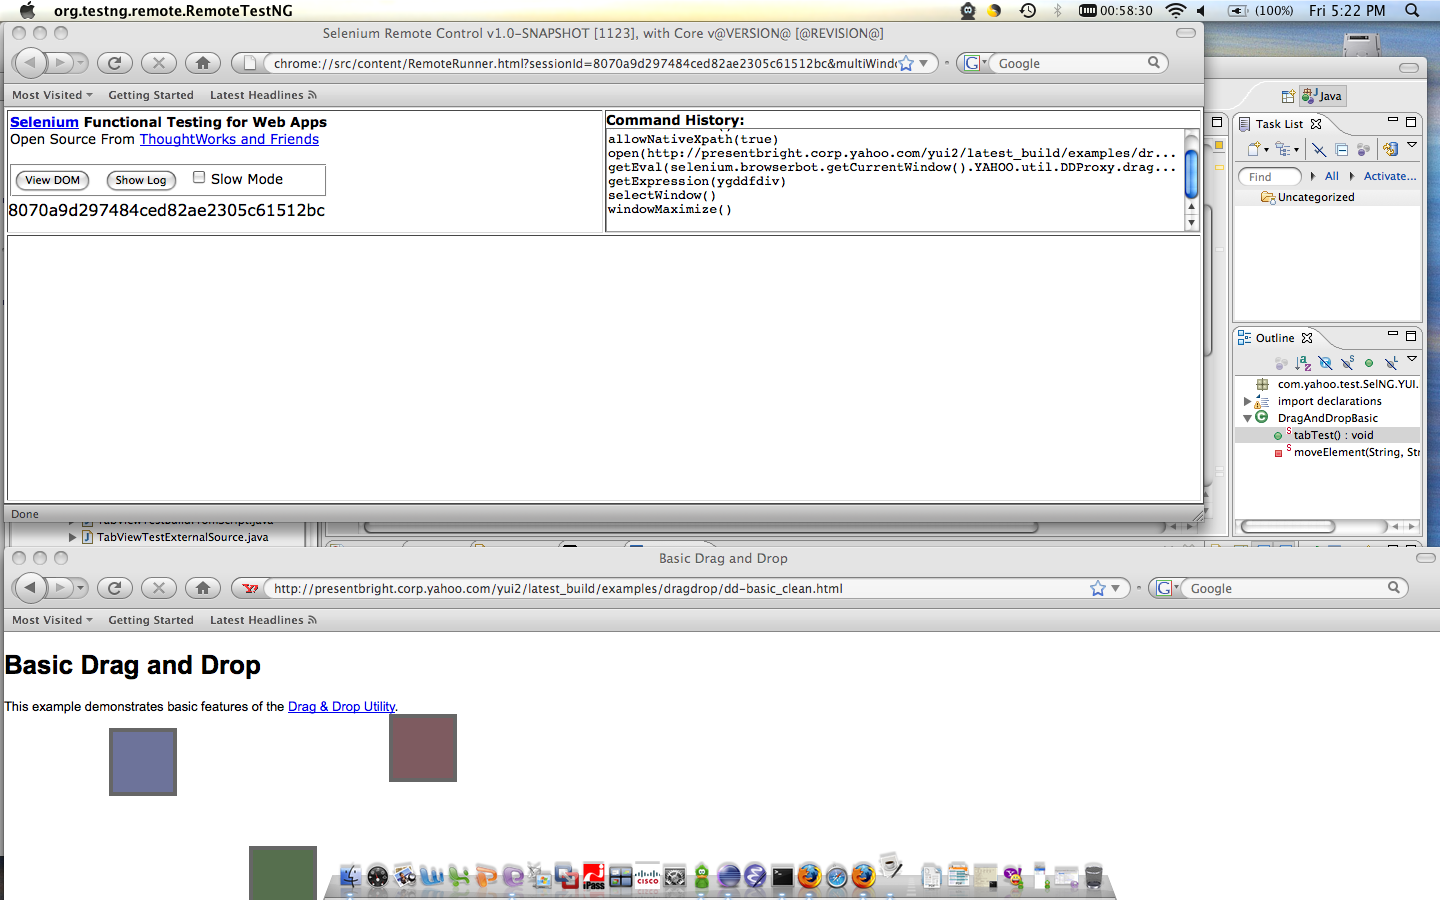 org.testng.remote.RemoteTestNG
00:58:30
(100%)
Fri 5:22 PM
Selenium Remote Control v1.0-SNAPSHOT [1123], with Core v@VERSION@ [@REVISION@]
chrome://src/content/RemoteRunner.html?sessionId=8070a9d297484ced82ae2305c61512bc&multiWind
Google
Most Visited
Getting Started
Latest Headlines
Selenium Functional Testing for Web Apps
Open Source From ThoughtWorks and Friends
View DOM
Show Log
Slow Mode
8070a9d297484ced82ae2305c61512bc
Command History:
allowNativeXpath(true)
open(http://presentbright.corp.yahoo.com/yui2/latest_build/examples/dr...
getEval(selenium.browserbot.getCurrentWindow().YAHOO.util.DDProxy.drag...
getExpression(ygddfdiv)
selectWindow()
windowMaximize()
Done
Java
Task List
Find
All
Activate...
Uncategorized
Outline
com.yahoo.test.SelNG.YUI.
import declarations
DragAndDropBasic
tabTest() : void
moveElement(String, Str
TabViewTestBuildFromScript.java
TabViewTestExternalSource.java
Basic Drag and Drop
http://presentbright.corp.yahoo.com/yui2/latest_build/examples/dragdrop/dd-basic_clean.html
Google
Most Visited
Getting Started
Latest Headlines
Basic Drag and Drop
This example demonstrates basic features of the Drag & Drop Utility.
iPass
CISCO